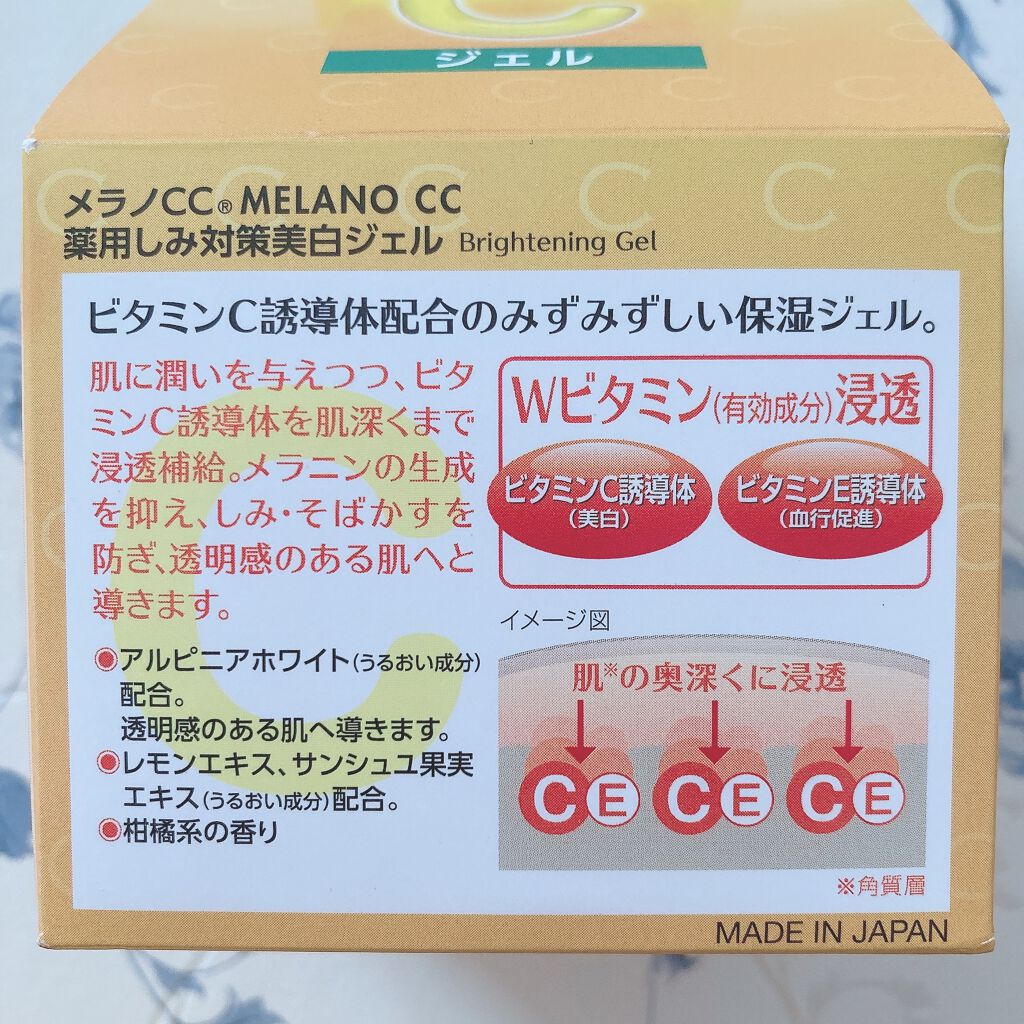 ジェル
メラノCC® MELANO CC
薬用しみ対策美白ジェル Brightening Gel
ビタミンC誘導体配合のみずみずしい保湿ジェル。
肌に潤いを与えつつ、ビタ
ミンC誘導体を肌深くまで
浸透補給。メラニンの生成
を抑え、しみ・そばかすを
防ぎ、透明感のある肌へと
導きます。
◉アルピニアホワイト(うるおい成分)
配合。
透明感のある肌へ導きます。
◉レモンエキス、サンシュユ果実
エキス(うるおい成分)配合。
◉柑橘系の香り
Wビタミン(有効成分)浸透
ビタミンC誘導体
(美白)
ビタミンE誘導体
(血行促進)
イメージ図
肌※の奥深くに浸透
C E C E C E
※角質層
MADE IN JAPAN